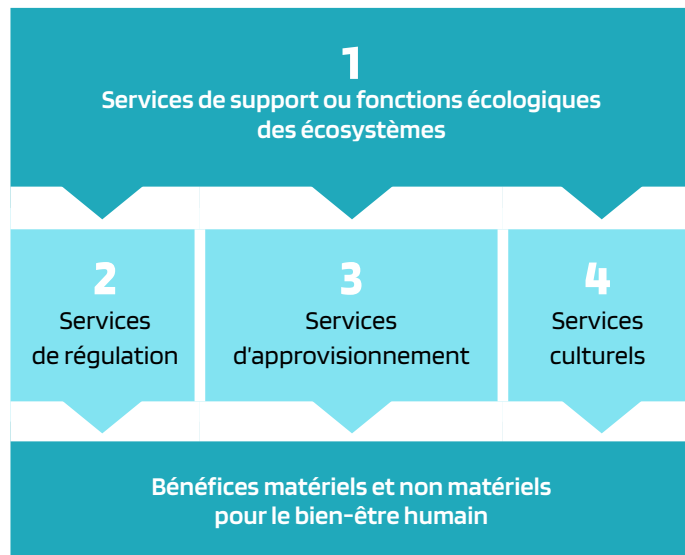 1
Services de support ou fonctions écologiques
des écosystèmes
2
Services
de régulation
3
Services
d'approvisionnement
4
Services
culturels
Bénéfices matériels et non matériels
pour le bien-être humain